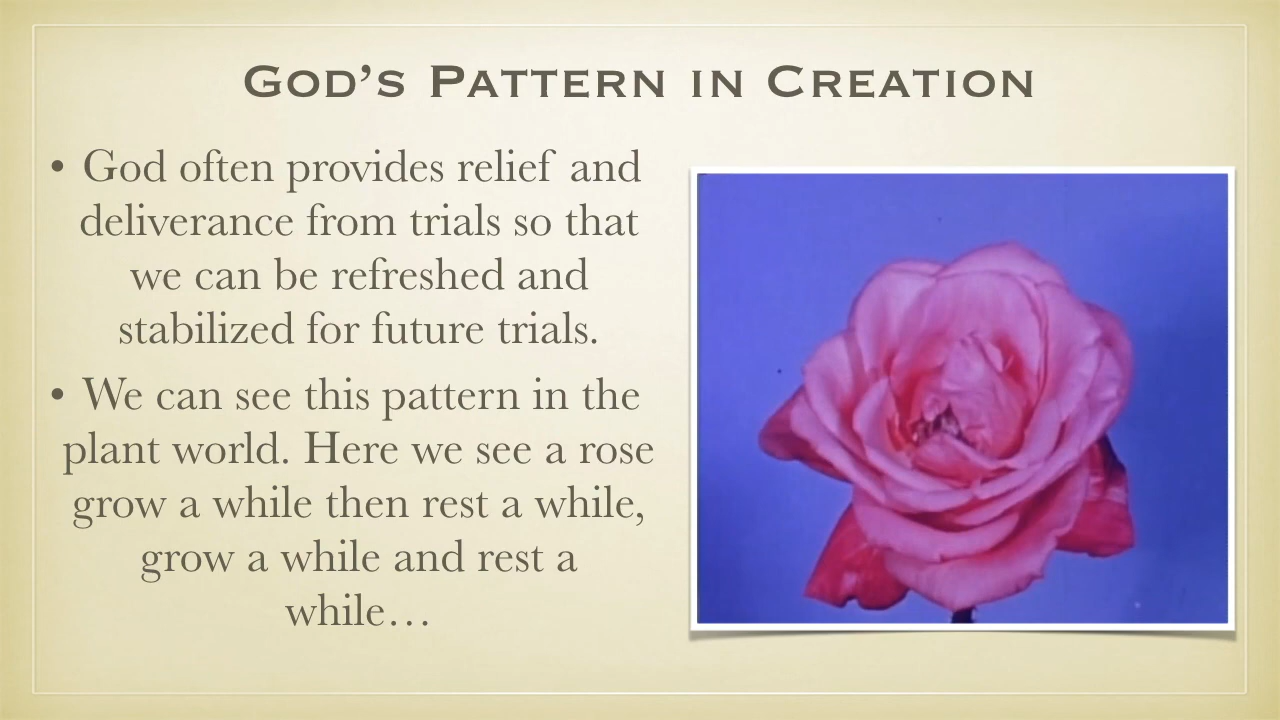 God's Pattern in Creation
• God often provides relief and
deliverance from trials so that
we can be refreshed and
stabilized for future trials.
• We can see this pattern in the
plant world. Here we see a rose
grow a while then rest a while,
grow a while and rest a
while…